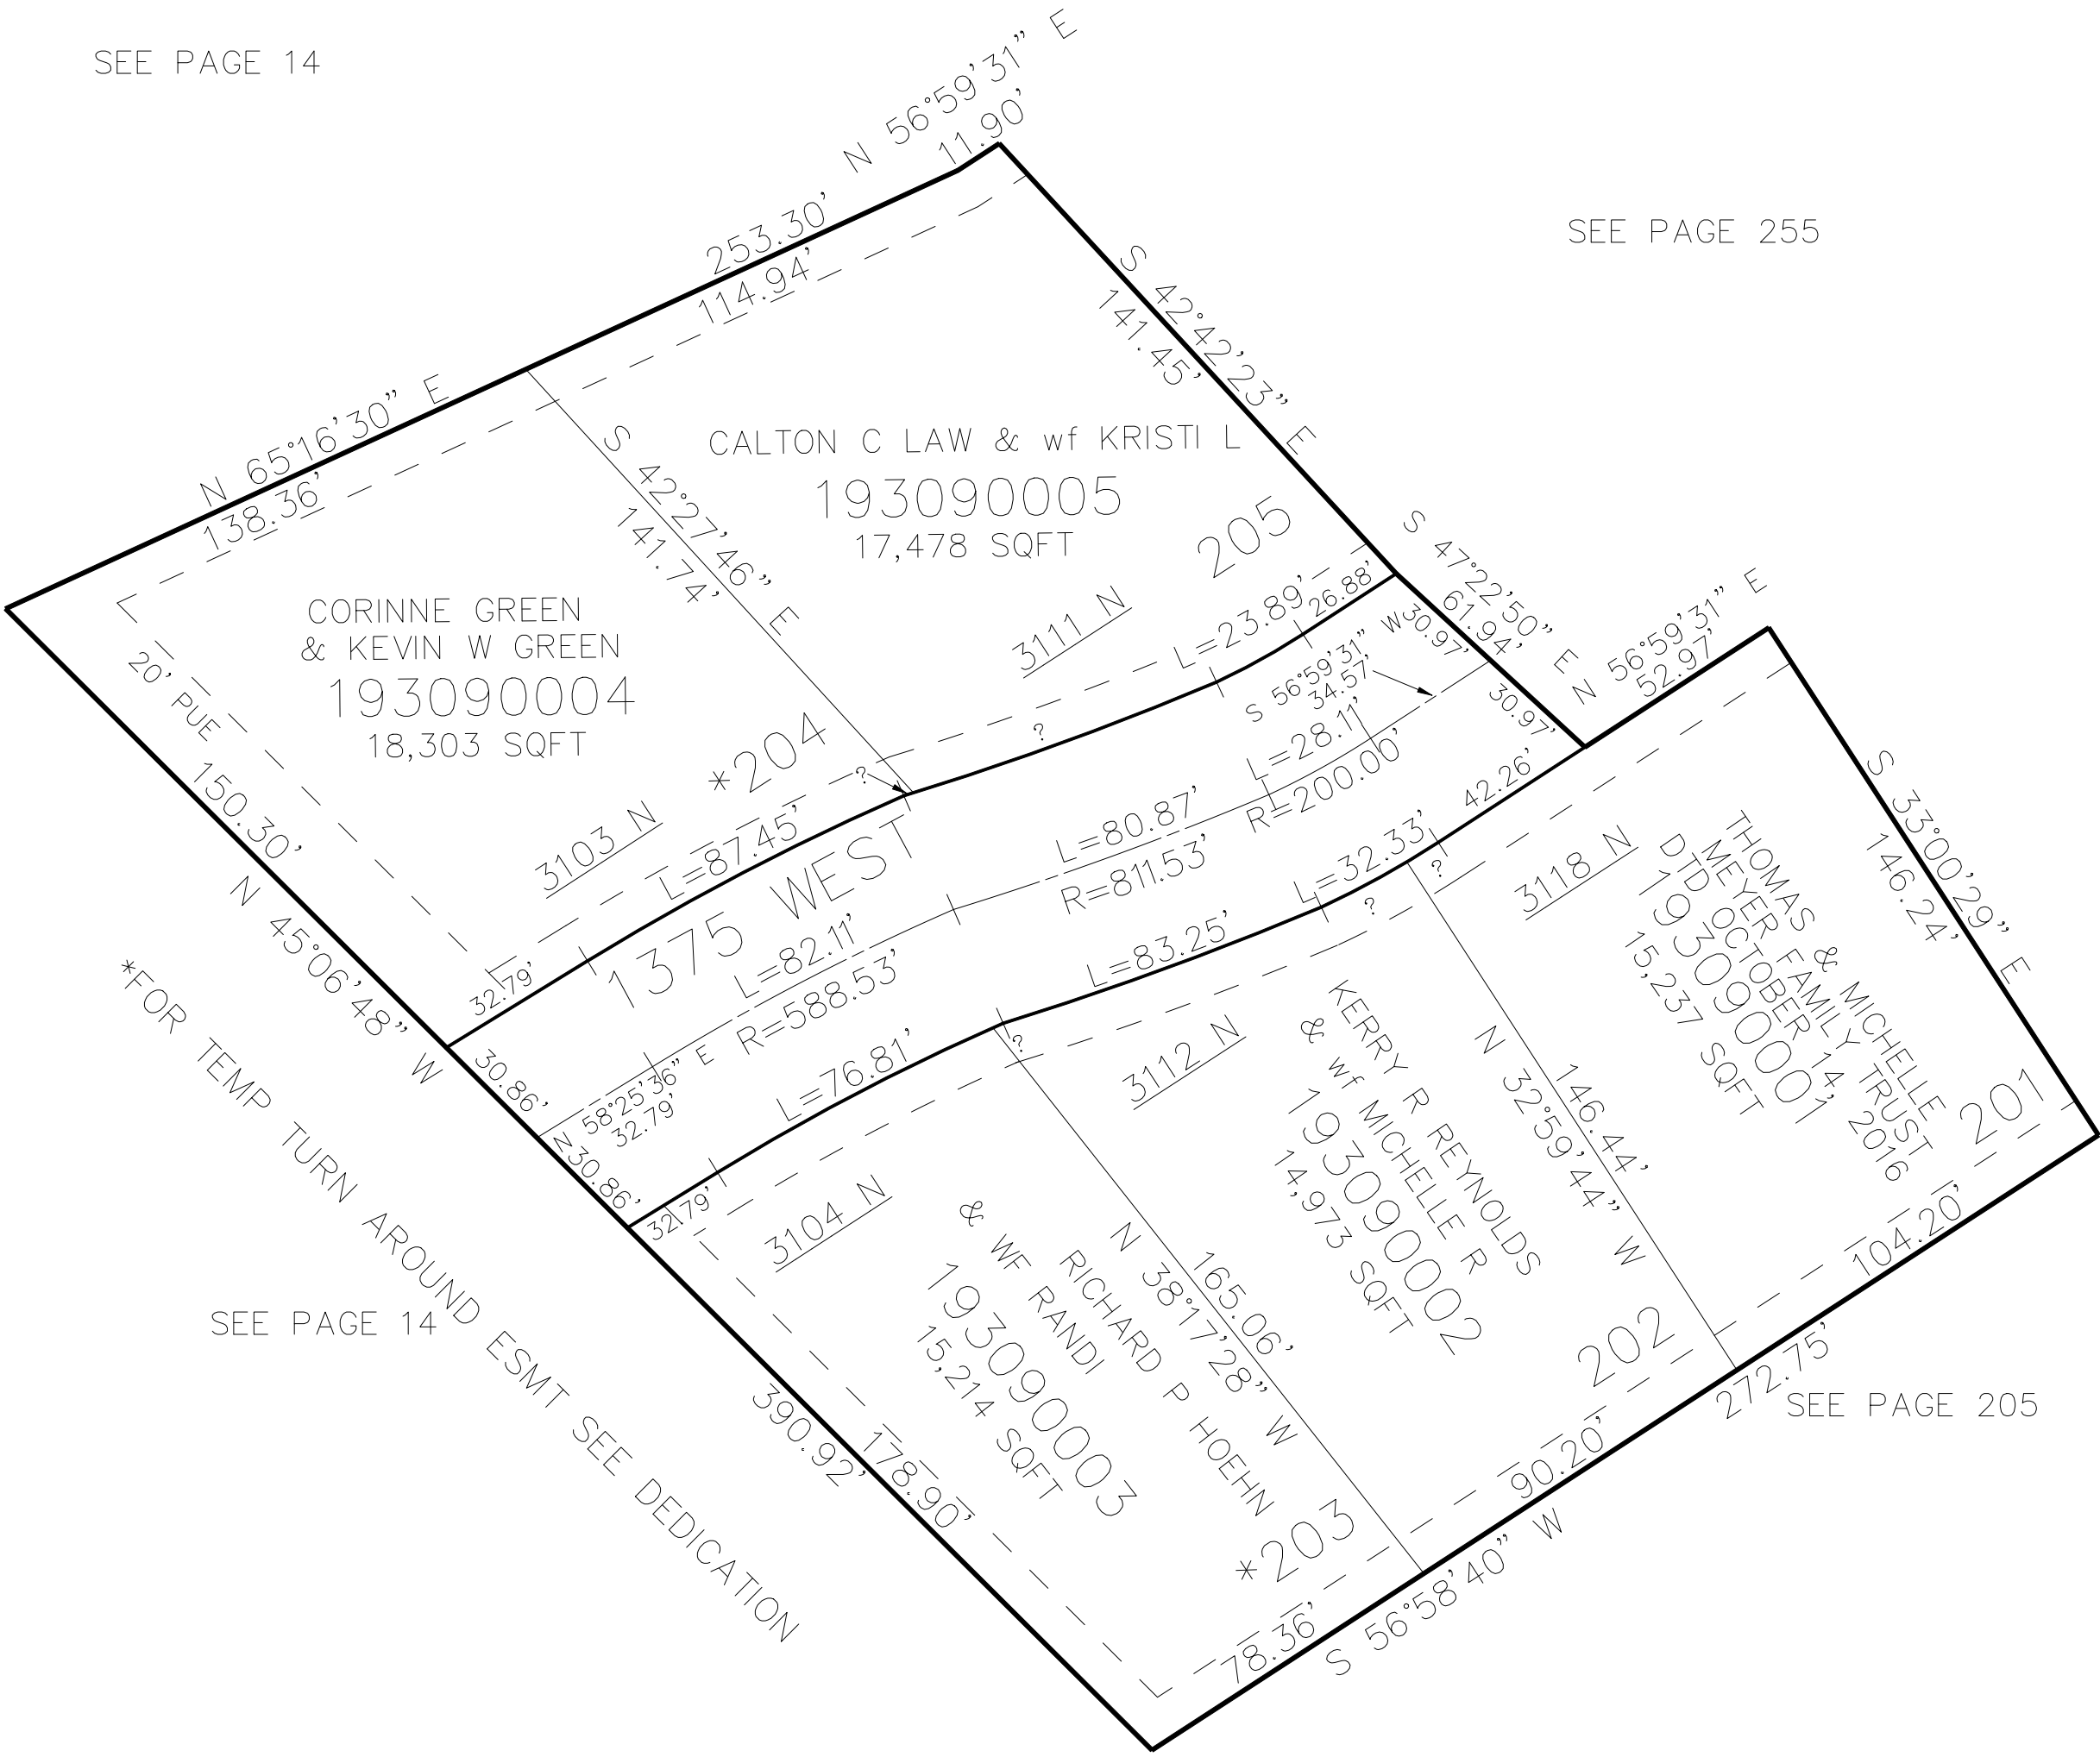 SEE PAGE 14
N 56°59'31" E
11.90'
SEE PAGE 255
253.30'
114.94'
N 65°16'30" E
138.36'
S 42°42'23" E
141.45'
CALTON C LAW & wf KRISTI L
193090005
17,478 SQFT
205
3111 N
S 42°27'46" E
141.74'
CORINNE GREEN
& KEVIN W GREEN
193090004
18,303 SQFT
*204
3103 N
20' PUE
150.30'
N 45°06'48" W
L=23.89'
26.88'
S 47°22'50" E
61.94'
30.97'
30.97'
N 56°59'31" E
52.97'
S 56°59'31" W
34.57'
L=28.11'
R=200.00'
?
?
L=87.45'
32.79'
1375 WEST
L=80.87'
R=811.53'
L=82.11'
R=588.53'
N 58°25'36" E
32.79'
30.86'
30.86'
42.26'
L=32.33'
?
?
L=83.25'
L=76.81'
?
32.79'
S 33°00'29" E
146.24'
3118 N
THOMAS & MICHELLE
MEYER FAMILY TRUST
DTD OCTOBER 14, 2016
193090001
15,237 SQFT
201
104.20'
146.44'
N 32°59'44" W
3112 N
KERRY R REYNOLDS
& wf MICHELLE R
193090002
14,973 SQFT
202
90.20'
165.06'
N 38°17'28" W
3104 N
RICHARD P HOEHN
& WF RANDI
193090003
15,214 SQFT
*203
78.36'
178.90'
390.92'
272.75'
S 56°58'40" W
SEE PAGE 205
*FOR TEMP TURN AROUND ESMT SEE DEDICATION
SEE PAGE 14